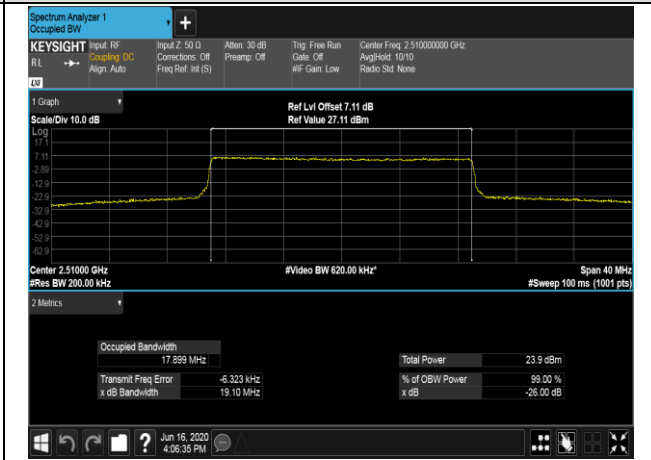 Spectrum Analyzer 1
Occupied BW
+
KEYSIGHT Input: RF Input Z: 50 Ω Atten: 30 dB Trig: Free Run Center Freq: 2.510000000 GHz
RL Coupling: DC Corrections: Off Preamp: Off Gate: Off Avg|Hold: 10/10
Align: Auto Freq Ref: Int (S) #IF Gain: Low Radio Std: None
1 Graph
Ref Lvl Offset 7.11 dB
Scale/Div 10.0 dB Ref Value 27.11 dBm
Log
17.1
7.11
-2.89
-12.9
-22.9
-32.9
-42.9
-52.9
-62.9
Center 2.51000 GHz #Video BW 620.00 kHz* Span 40 MHz
#Res BW 200.00 kHz #Sweep 100 ms (1001 pts)
2 Metrics
Occupied Bandwidth
17.899 MHz Total Power 23.9 dBm
Transmit Freq Error -6.323 kHz % of OBW Power 99.00 %
x dB Bandwidth 19.10 MHz x dB -26.00 dB
? Jun 16, 2020
4:06:35 PM